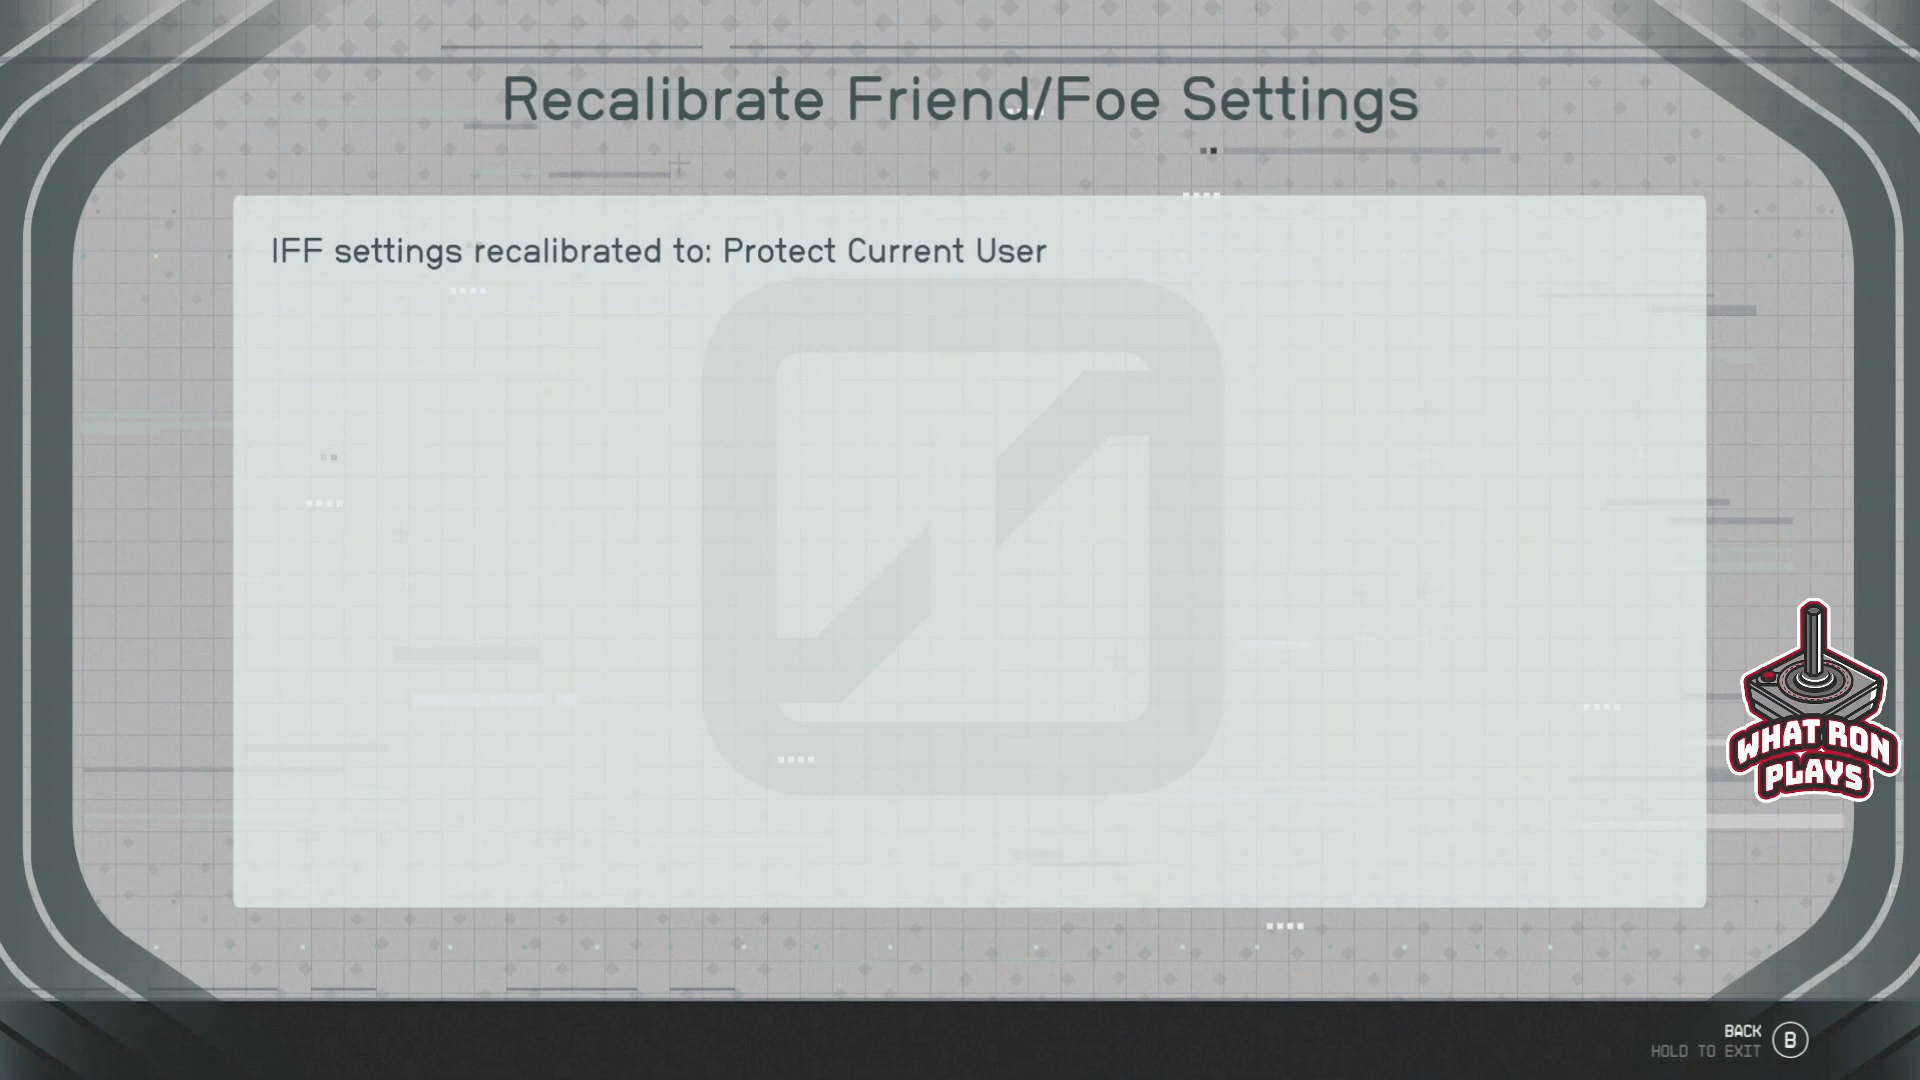 Recalibrate Friend/Foe Settings
IFF settings recalibrated to: Protect Current User
WHAT RON
PLAYS
BACK
HOLD TO EXIT
B